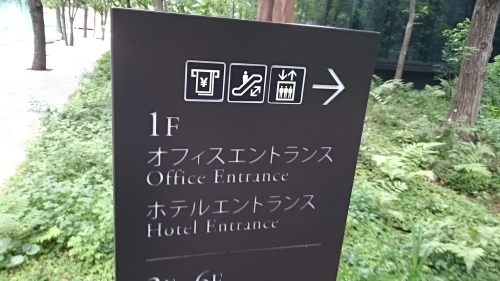 ¥
1F
オフィスエントランス
Office Entrance
ホテルエントランス
Hotel Entrance